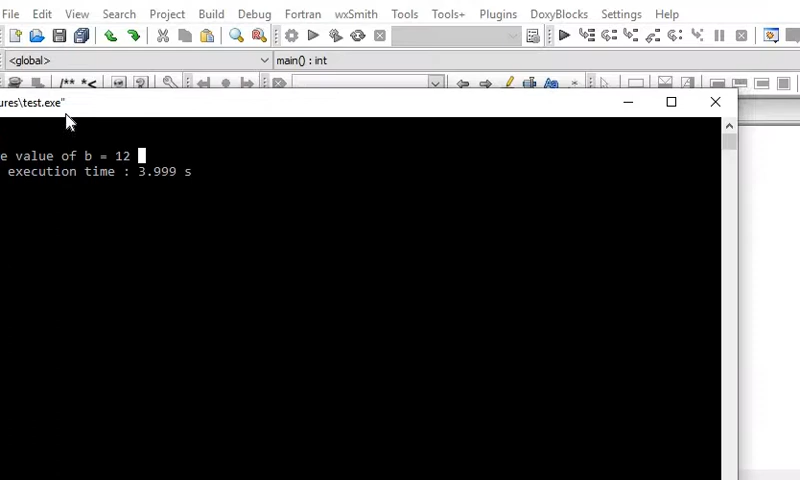 File Edit View Search Project Build Debug Fortran wxSmith Tools Tools+ Plugins DoxyBlocks Settings Help
<global> main() : int
/** *<
ures\test.exe"
e value of b = 12
execution time : 3.999 s